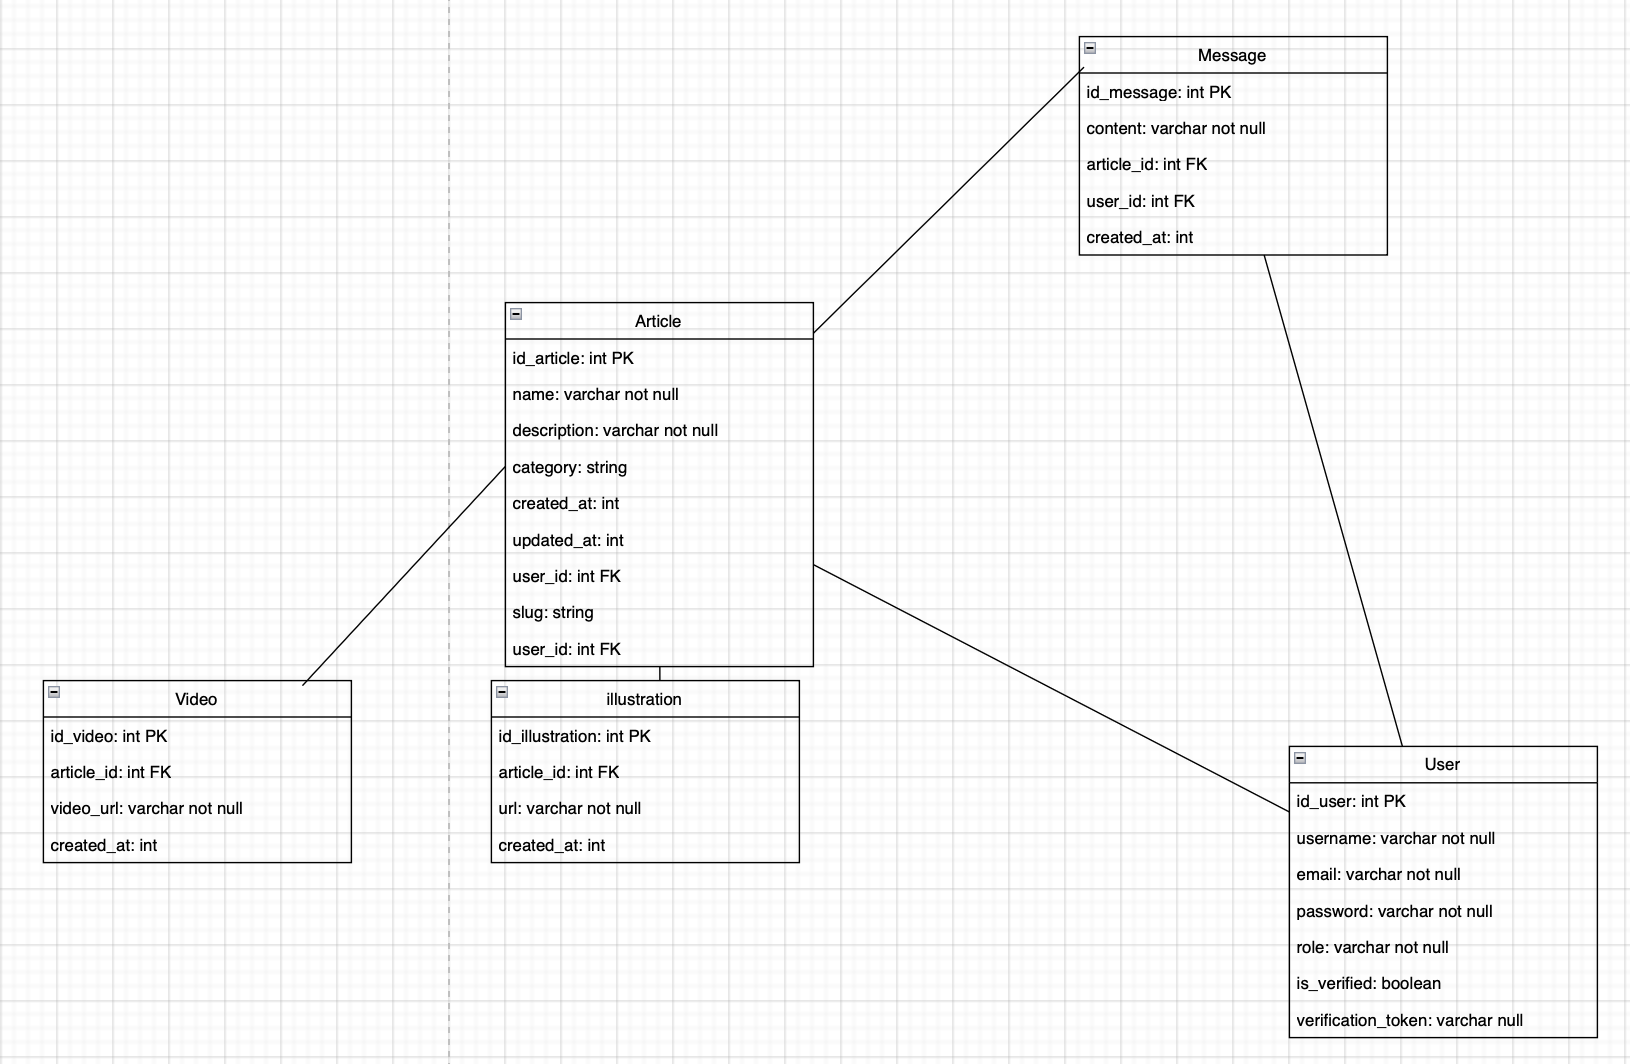 Message
id_message: int PK
content: varchar not null
article_id: int FK
user_id: int FK
created_at: int
Article
id_article: int PK
name: varchar not null
description: varchar not null
category: string
created_at: int
updated_at: int
user_id: int FK
slug: string
user_id: int FK
Video
id_video: int PK
article_id: int FK
video_url: varchar not null
created_at: int
illustration
id_illustration: int PK
article_id: int FK
url: varchar not null
created_at: int
User
id_user: int PK
username: varchar not null
email: varchar not null
password: varchar not null
role: varchar not null
is_verified: boolean
verification_token: varchar null